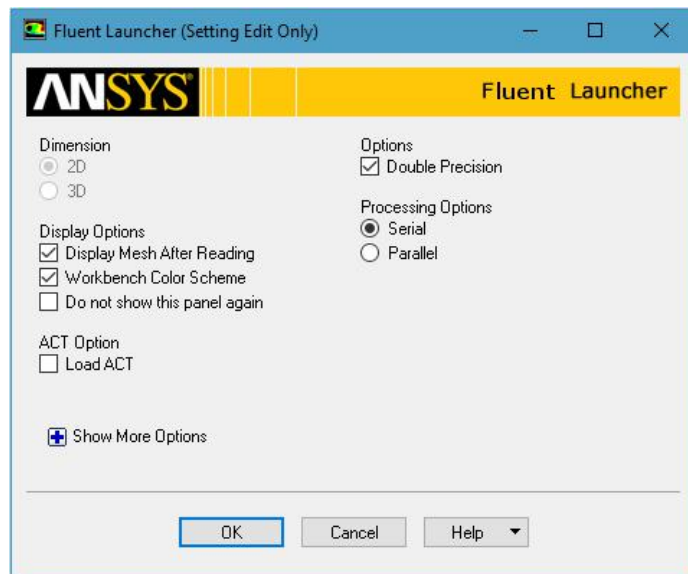 Fluent Launcher (Setting Edit Only)
ANSYS®
Fluent Launcher
Dimension
2D
3D
Display Options
Display Mesh After Reading
Workbench Color Scheme
Do not show this panel again
ACT Option
Load ACT
Show More Options
Options
Double Precision
Processing Options
Serial
Parallel
OK
Cancel
Help